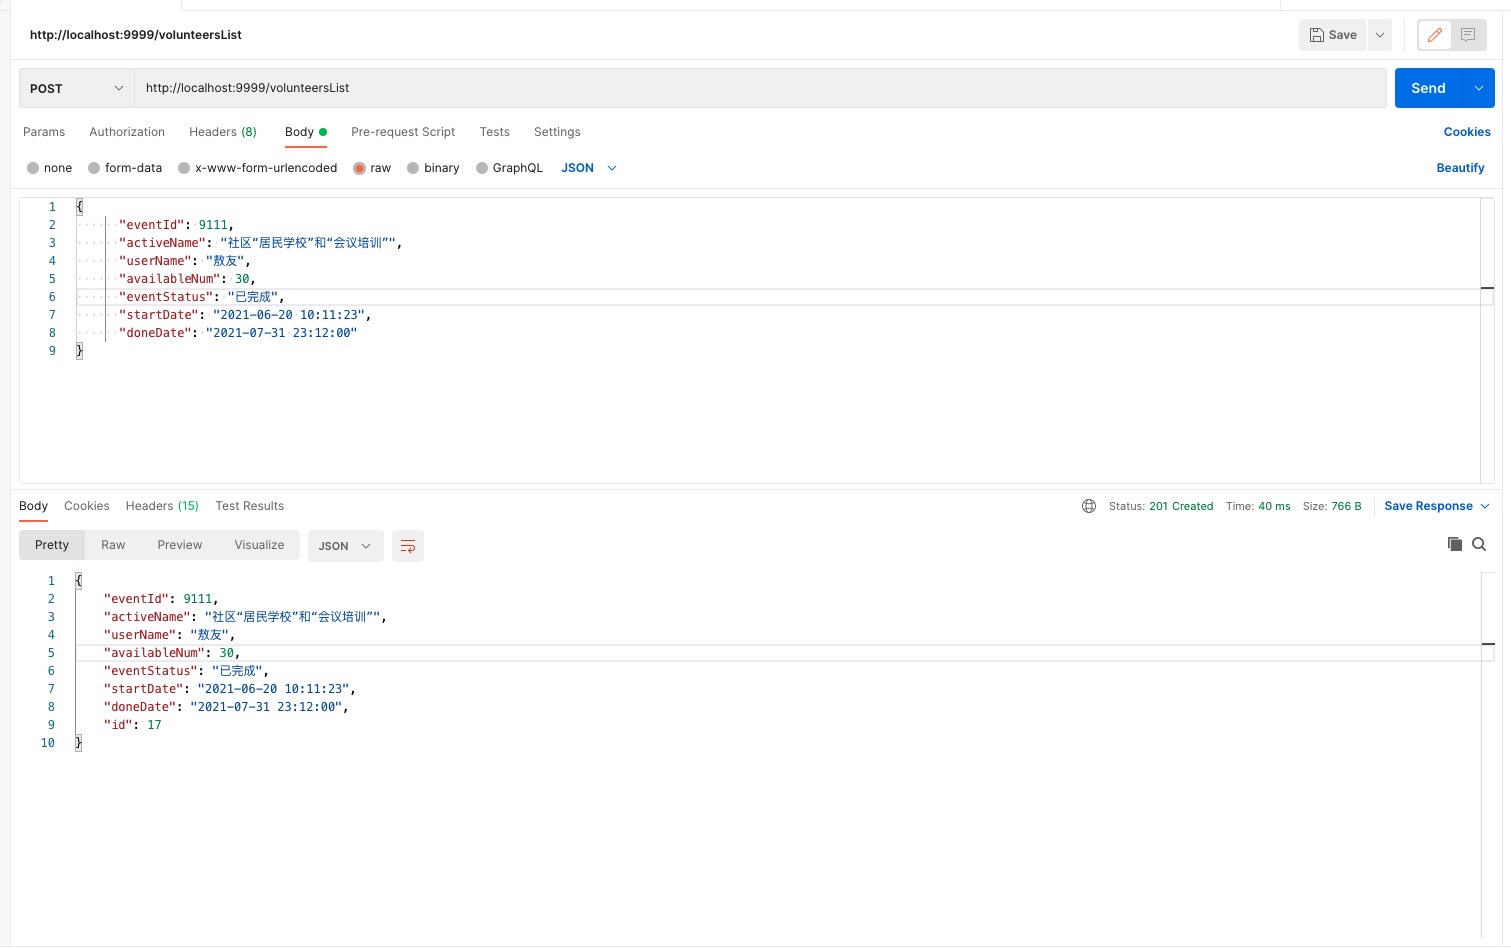 http://localhost:9999/volunteersList
Save
POST
http://localhost:9999/volunteersList
Send
Params Authorization Headers (8) Body Pre-request Script Tests Settings Cookies
none form-data x-www-form-urlencoded raw binary GraphQL JSON Beautify
1 {
2 "eventId": 9111,
3 "activeName": "社区“居民学校”和“会议培训”",
4 "userName": "敖友",
5 "availableNum": 30,
6 "eventStatus": "已完成",
7 "startDate": "2021-06-20 10:11:23",
8 "doneDate": "2021-07-31 23:12:00"
9 }
Body Cookies Headers (15) Test Results Status: 201 Created Time: 40 ms Size: 766 B Save Response
Pretty Raw Preview Visualize JSON
1 {
2 "eventId": 9111,
3 "activeName": "社区“居民学校”和“会议培训”",
4 "userName": "敖友",
5 "availableNum": 30,
6 "eventStatus": "已完成",
7 "startDate": "2021-06-20 10:11:23",
8 "doneDate": "2021-07-31 23:12:00",
9 "id": 17
10 }